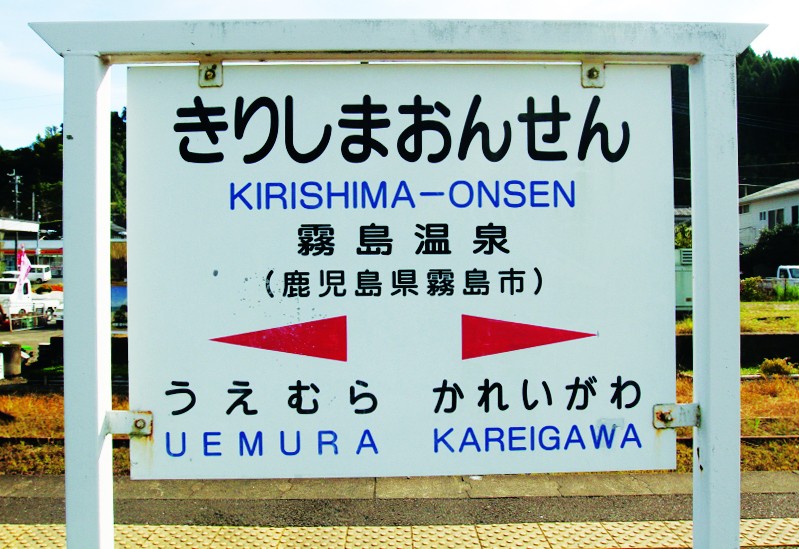 きりしまおんせん
KIRISHIMA-ONSEN
霧島温泉
(鹿児島県霧島市)
うえむら かれいがわ
UEMURA KAREIGAWA